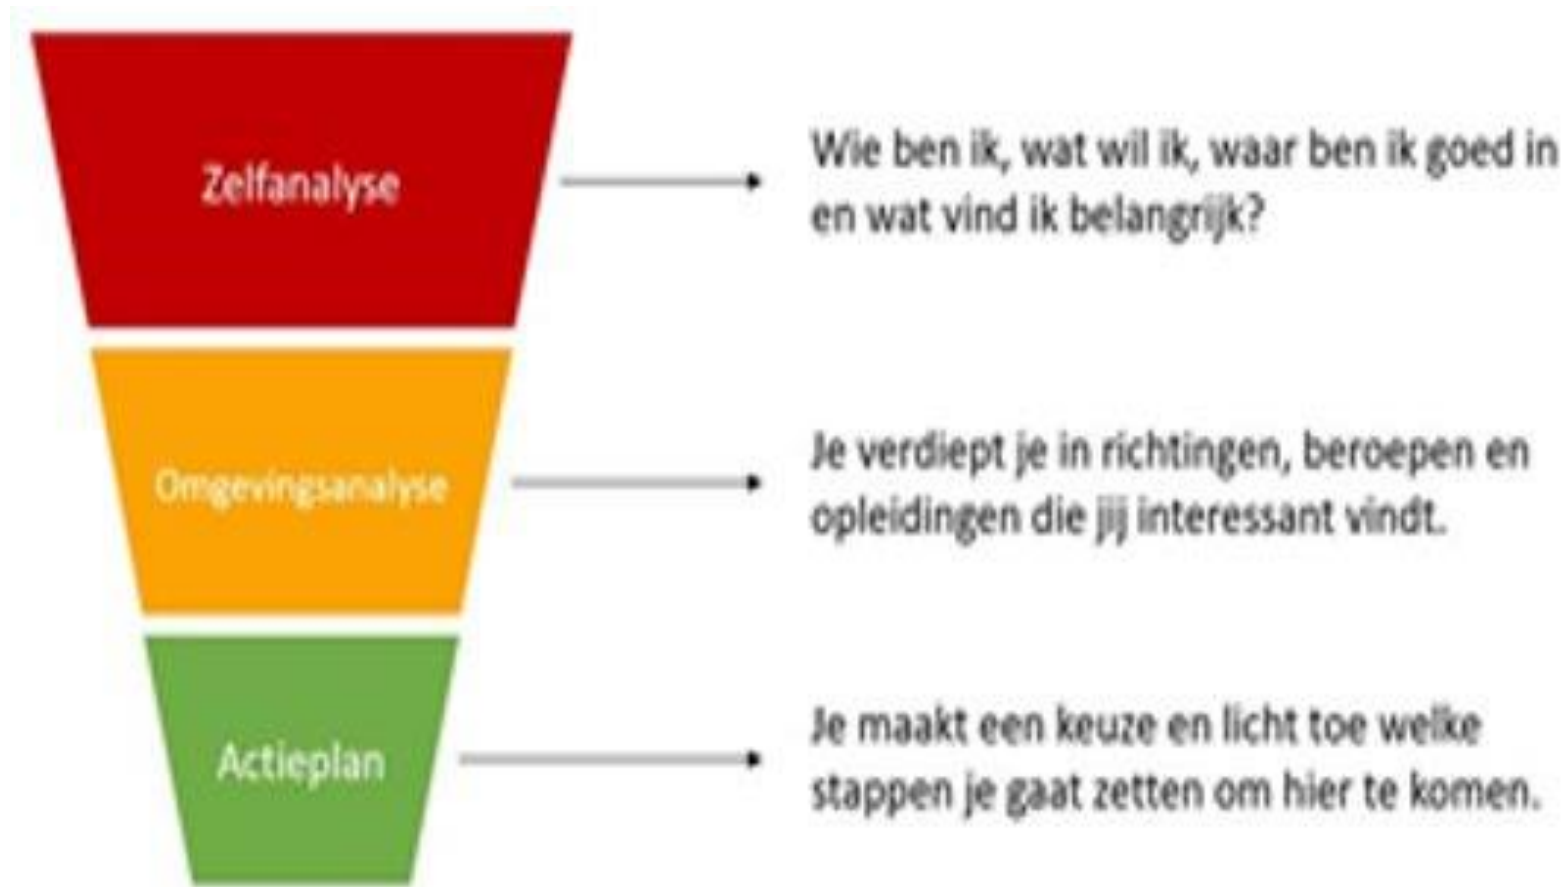 Zelfanalyse
Wie ben ik, wat wil ik, waar ben ik goed in
en wat vind ik belangrijk?
Omgevingsanalyse
Je verdiept je in richtingen, beroepen en
opleidingen die jij interessant vindt.
Actieplan
Je maakt een keuze en licht toe welke
stappen je gaat zetten om hier te komen.